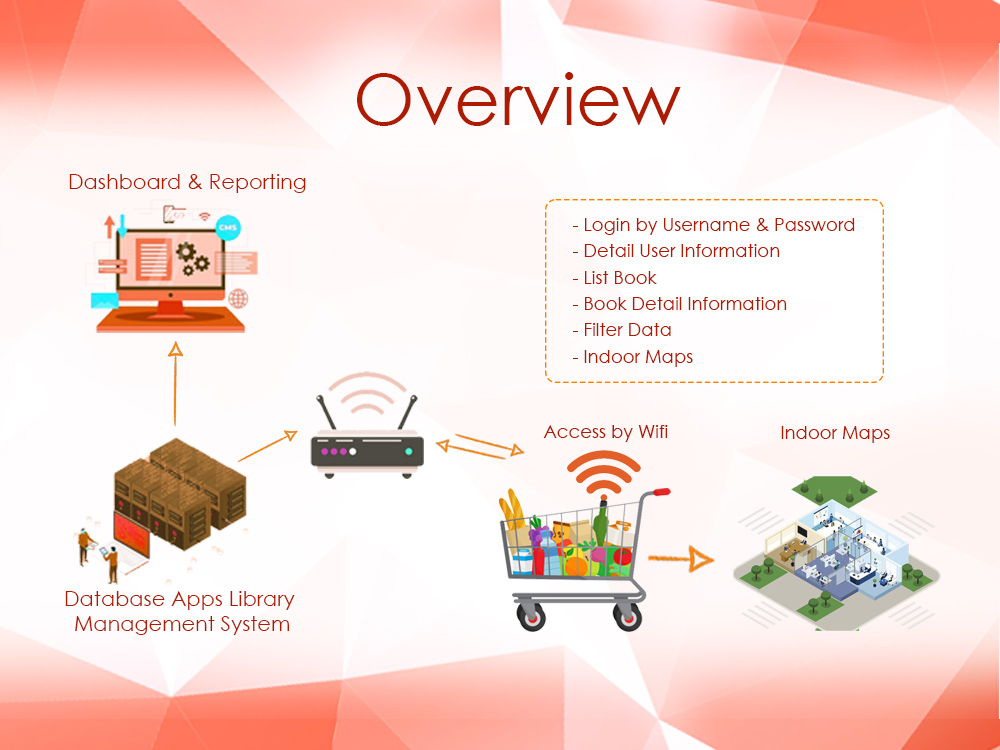 Overview
Dashboard & Reporting
CMS
- Login by Username & Password
- Detail User Information
- List Book
- Book Detail Information
- Filter Data
- Indoor Maps
Access by Wifi
Indoor Maps
Database Apps Library
Management System